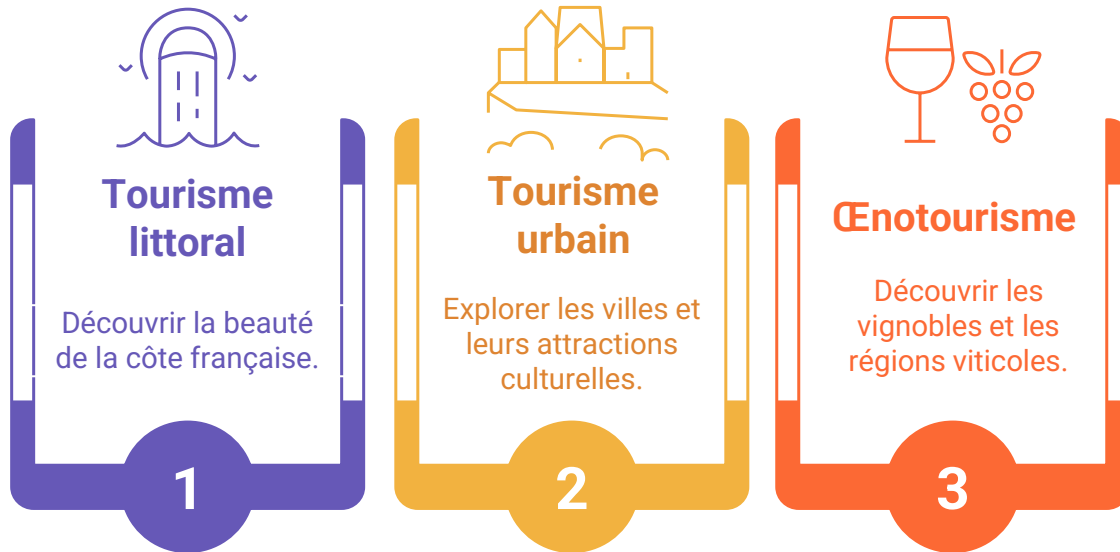 Tourisme
littoral
Découvrir la beauté
de la côte française.
1
Tourisme
urbain
Explorer les villes et
leurs attractions
culturelles.
2
Œnotourisme
Découvrir les
vignobles et les
régions viticoles.
3